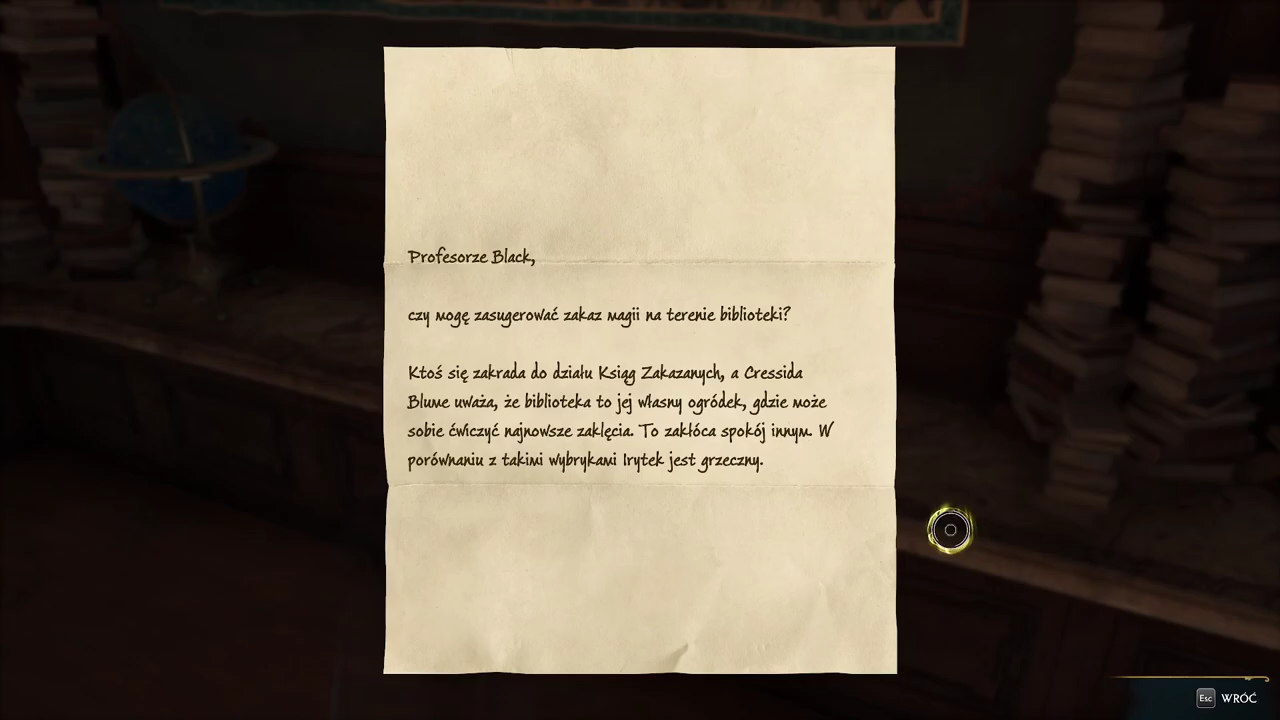 Profesorze Black,
czy mogę zasugerować zakaz magii na terenie biblioteki?
Ktoś się zakrada do działu Ksiąg Zakazanych, a Cressida
Blume uważa, że biblioteka to jej własny ogródek, gdzie może
sobie ćwiczyć najnowsze zaklęcia. To zakłóca spokój innym. W
porównaniu z takimi wybrykami Irytek jest grzeczny.
Esc WRÓĆ